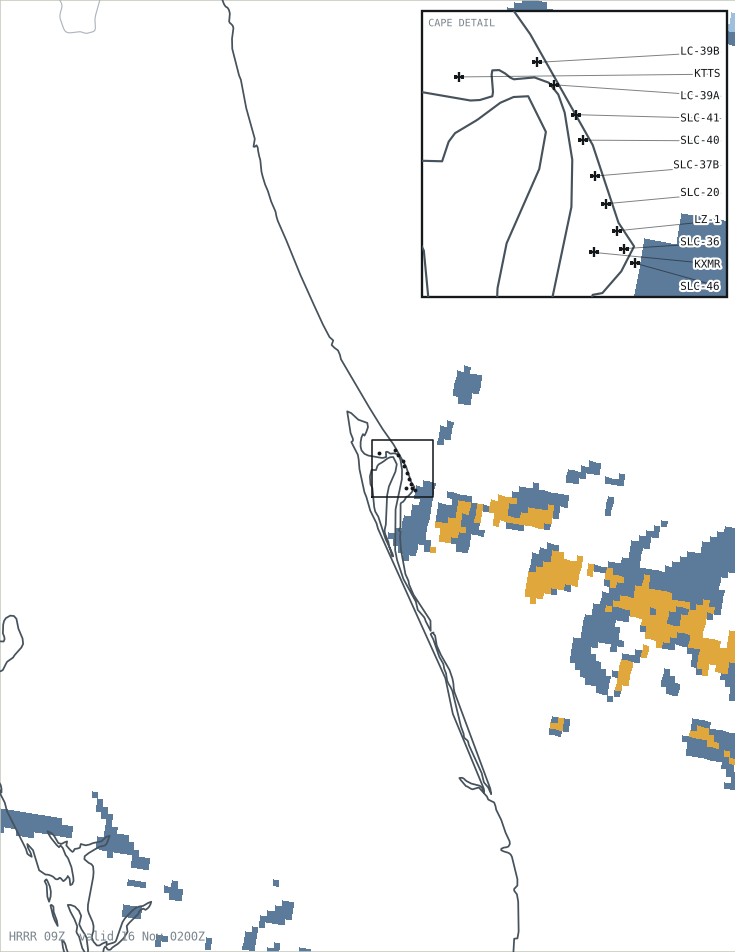 CAPE DETAIL
LC-39B
KTTS
LC-39A
SLC-41
SLC-40
SLC-37B
SLC-20
LZ-1
SLC-36
KXMR
SLC-46
HRRR 09Z valid 16 Nov 0200Z